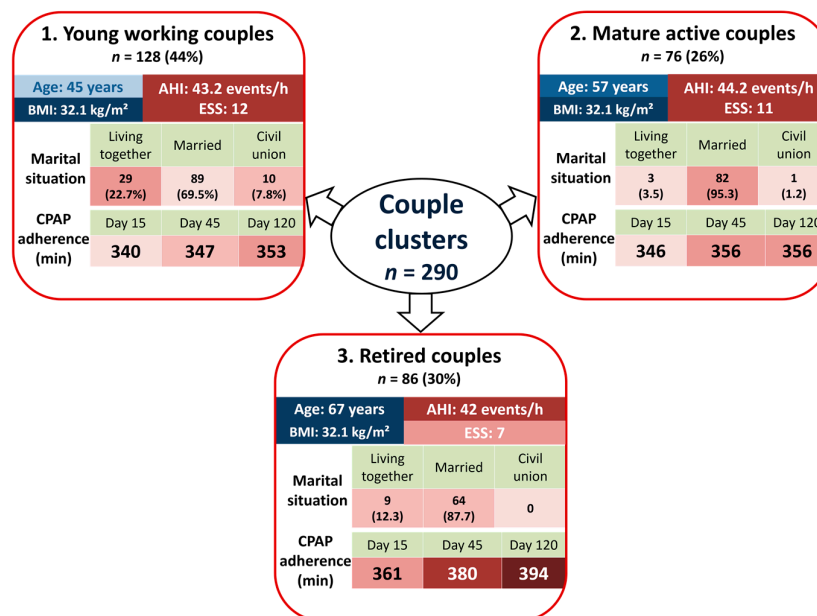 1. Young working couples
n = 128 (44%)
Age: 45 years
BMI: 32.1 kg/m²
AHI: 43.2 events/h
ESS: 12
Marital situation
Living together
Married
Civil union
29 (22.7%)
89 (69.5%)
10 (7.8%)
CPAP adherence (min)
Day 15
Day 45
Day 120
340
347
353
2. Mature active couples
n = 76 (26%)
Age: 57 years
BMI: 32.1 kg/m²
AHI: 44.2 events/h
ESS: 11
Marital situation
Living together
Married
Civil union
3 (3.5)
82 (95.3)
1 (1.2)
CPAP adherence (min)
Day 15
Day 45
Day 120
346
356
356
Couple clusters
n = 290
3. Retired couples
n = 86 (30%)
Age: 67 years
BMI: 32.1 kg/m²
AHI: 42 events/h
ESS: 7
Marital situation
Living together
Married
Civil union
9 (12.3)
64 (87.7)
0
CPAP adherence (min)
Day 15
Day 45
Day 120
361
380
394